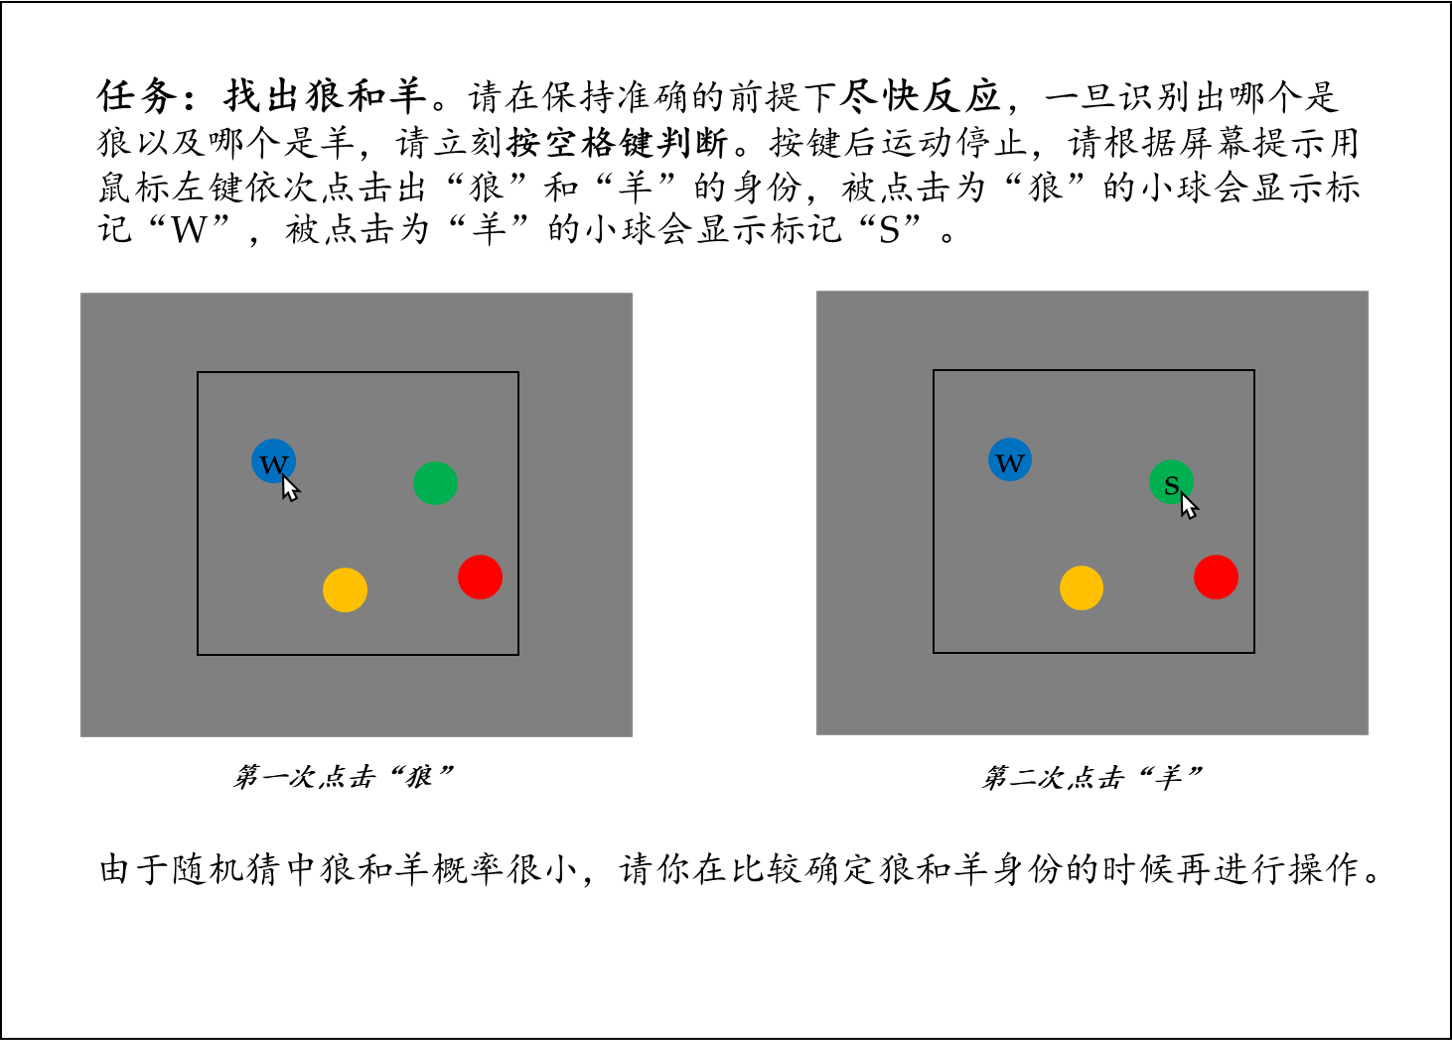 任务：找出狼和羊。请在保持准确的前提下尽快反应，一旦识别出哪个是
狼以及哪个是羊，请立刻按空格键判断。按键后运动停止，请根据屏幕提示用
鼠标左键依次点击出“狼”和“羊”的身份，被点击为“狼”的小球会显示标
记“W”，被点击为“羊”的小球会显示标记“S”。
W
W
S
第一次点击“狼”
第二次点击“羊”
由于随机猜中狼和羊概率很小，请你在比较确定狼和羊身份的时候再进行操作。